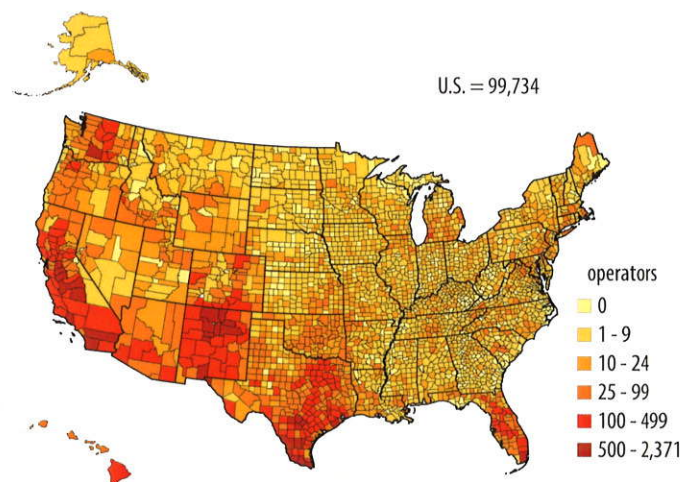 U.S. = 99,734
operators
0
1 - 9
10 - 24
25 - 99
100 - 499
500 - 2,371